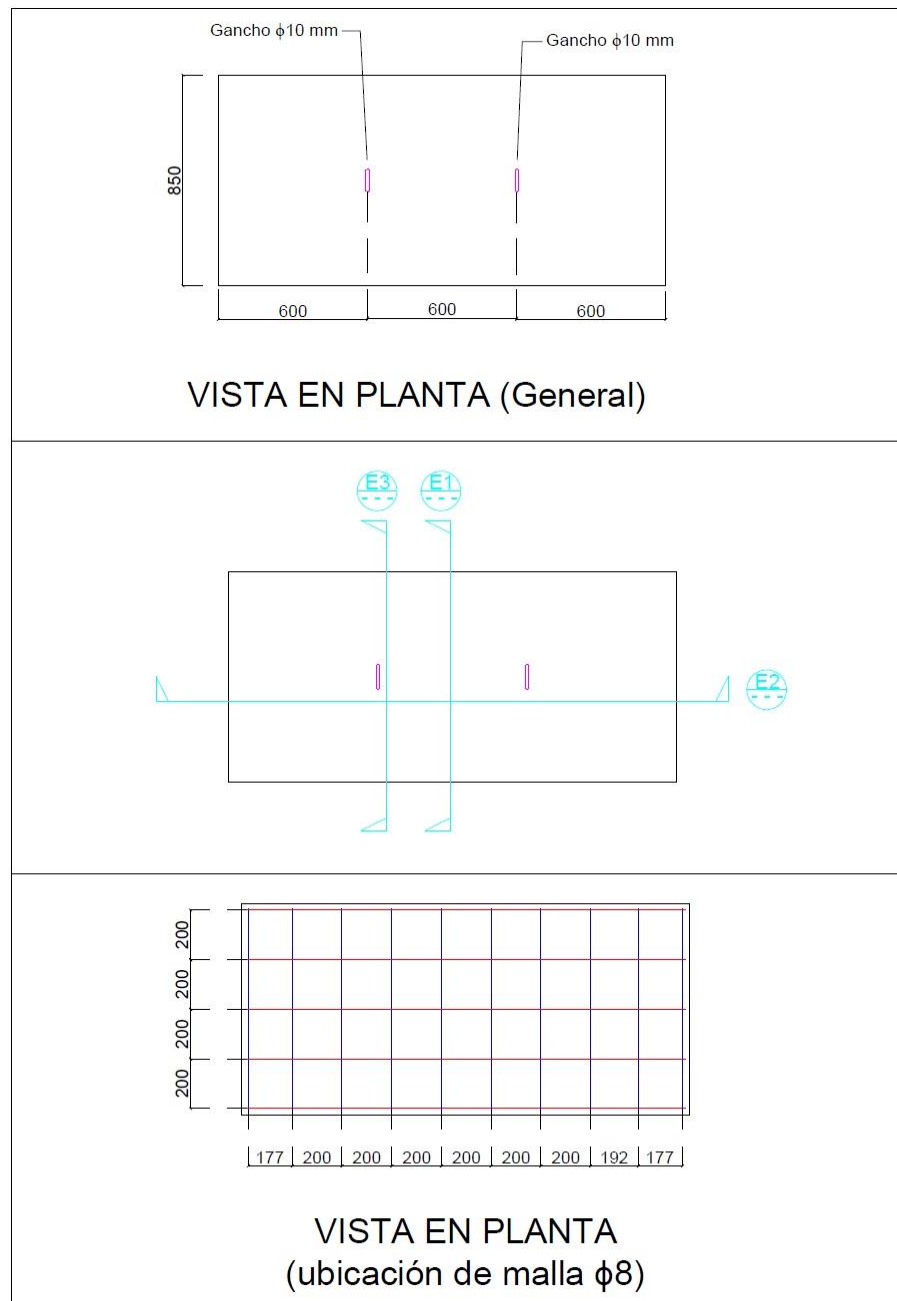 Gancho ϕ10 mm
Gancho ϕ10 mm
850
600 600 600
VISTA EN PLANTA (General)
E3 E1
E2
200
200
200
200
177 200 200 200 200 200 200 192 177
VISTA EN PLANTA
(ubicación de malla ϕ8)